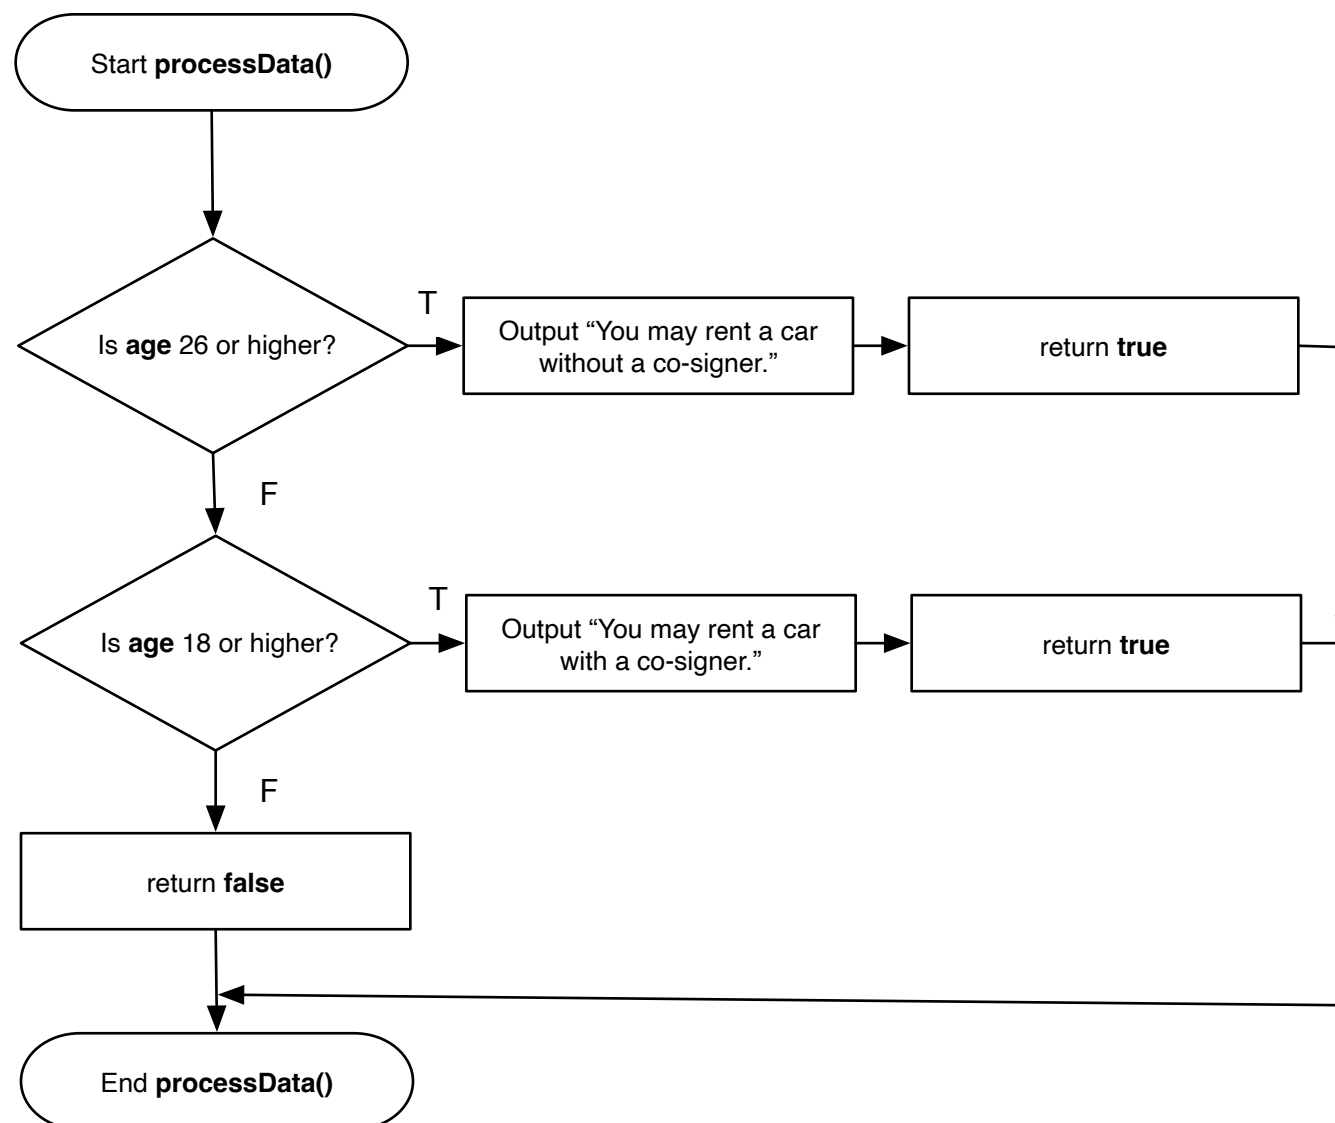 Start processData()
T
Is age 26 or higher?
Output “You may rent a car
without a co-signer.”
return true
F
T
Is age 18 or higher?
Output “You may rent a car
with a co-signer.”
return true
F
return false
End processData()